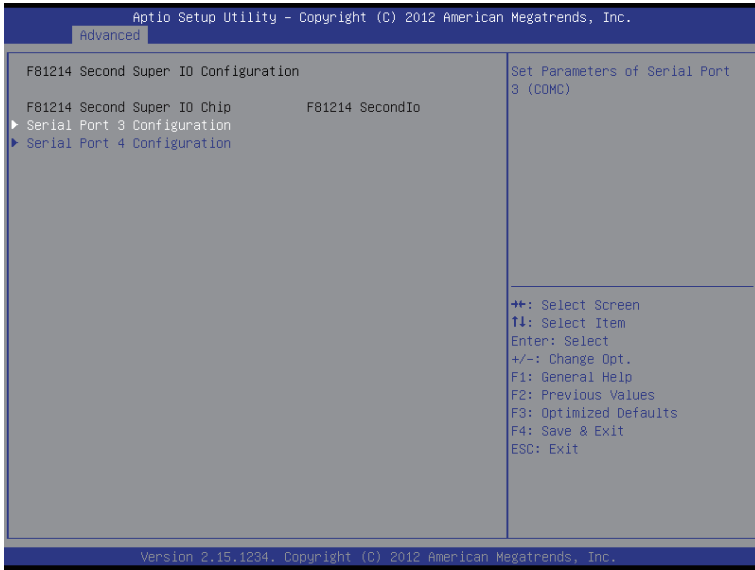 Aptio Setup Utility – Copyright (C) 2012 American Megatrends, Inc.
Advanced
F81214 Second Super IO Configuration
F81214 Second Super IO Chip F81214 SecondIo
▶ Serial Port 3 Configuration
▶ Serial Port 4 Configuration
Set Parameters of Serial Port
3 (COMC)
→←: Select Screen
↑↓: Select Item
Enter: Select
+/-: Change Opt.
F1: General Help
F2: Previous Values
F3: Optimized Defaults
F4: Save & Exit
ESC: Exit
Version 2.15.1234. Copyright (C) 2012 American Megatrends, Inc.